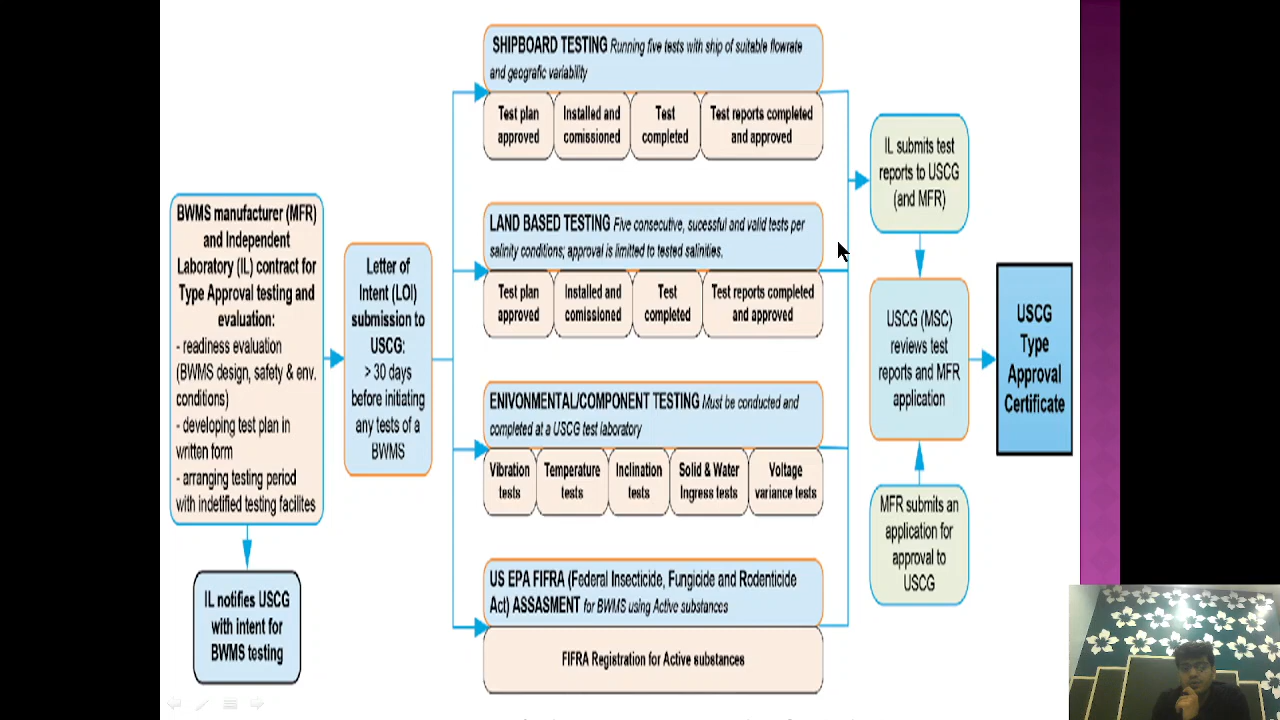 BWMS manufacturer (MFR)
and Independent
Laboratory (IL) contract for
Type Approval testing and
evaluation:
- readiness evaluation
(BWMS design, safety & env.
conditions)
- developing test plan in
written form
- arranging testing period
with indetified testing facilites
IL notifies USCG
with intent for
BWMS testing
Letter of
Intent (LOI)
submission to
USCG:
> 30 days
before initiating
any tests of a
BWMS
SHIPBOARD TESTING Running five tests with ship of suitable flowrate
and geografic variability
Test plan
approved
Installed and
comissioned
Test
completed
Test reports completed
and approved
LAND BASED TESTING Five consecutive, sucessful and valid tests per
salinity conditions; approval is limited to tested salinities.
Test plan
approved
Installed and
comissioned
Test
completed
Test reports completed
and approved
ENIVONMENTAL/COMPONENT TESTING Must be conducted and
completed at a USCG test laboratory
Vibration
tests
Temperature
tests
Inclination
tests
Solid & Water
Ingress tests
Voltage
variance tests
US EPA FIFRA (Federal Insecticide, Fungicide and Rodenticide
Act) ASSASMENT for BWMS using Active substances
FIFRA Registration for Active substances
IL submits test
reports to USCG
(and MFR)
USCG (MSC)
reviews test
reports and MFR
application
MFR submits an
application for
approval to
USCG
USCG
Type
Approval
Certificate